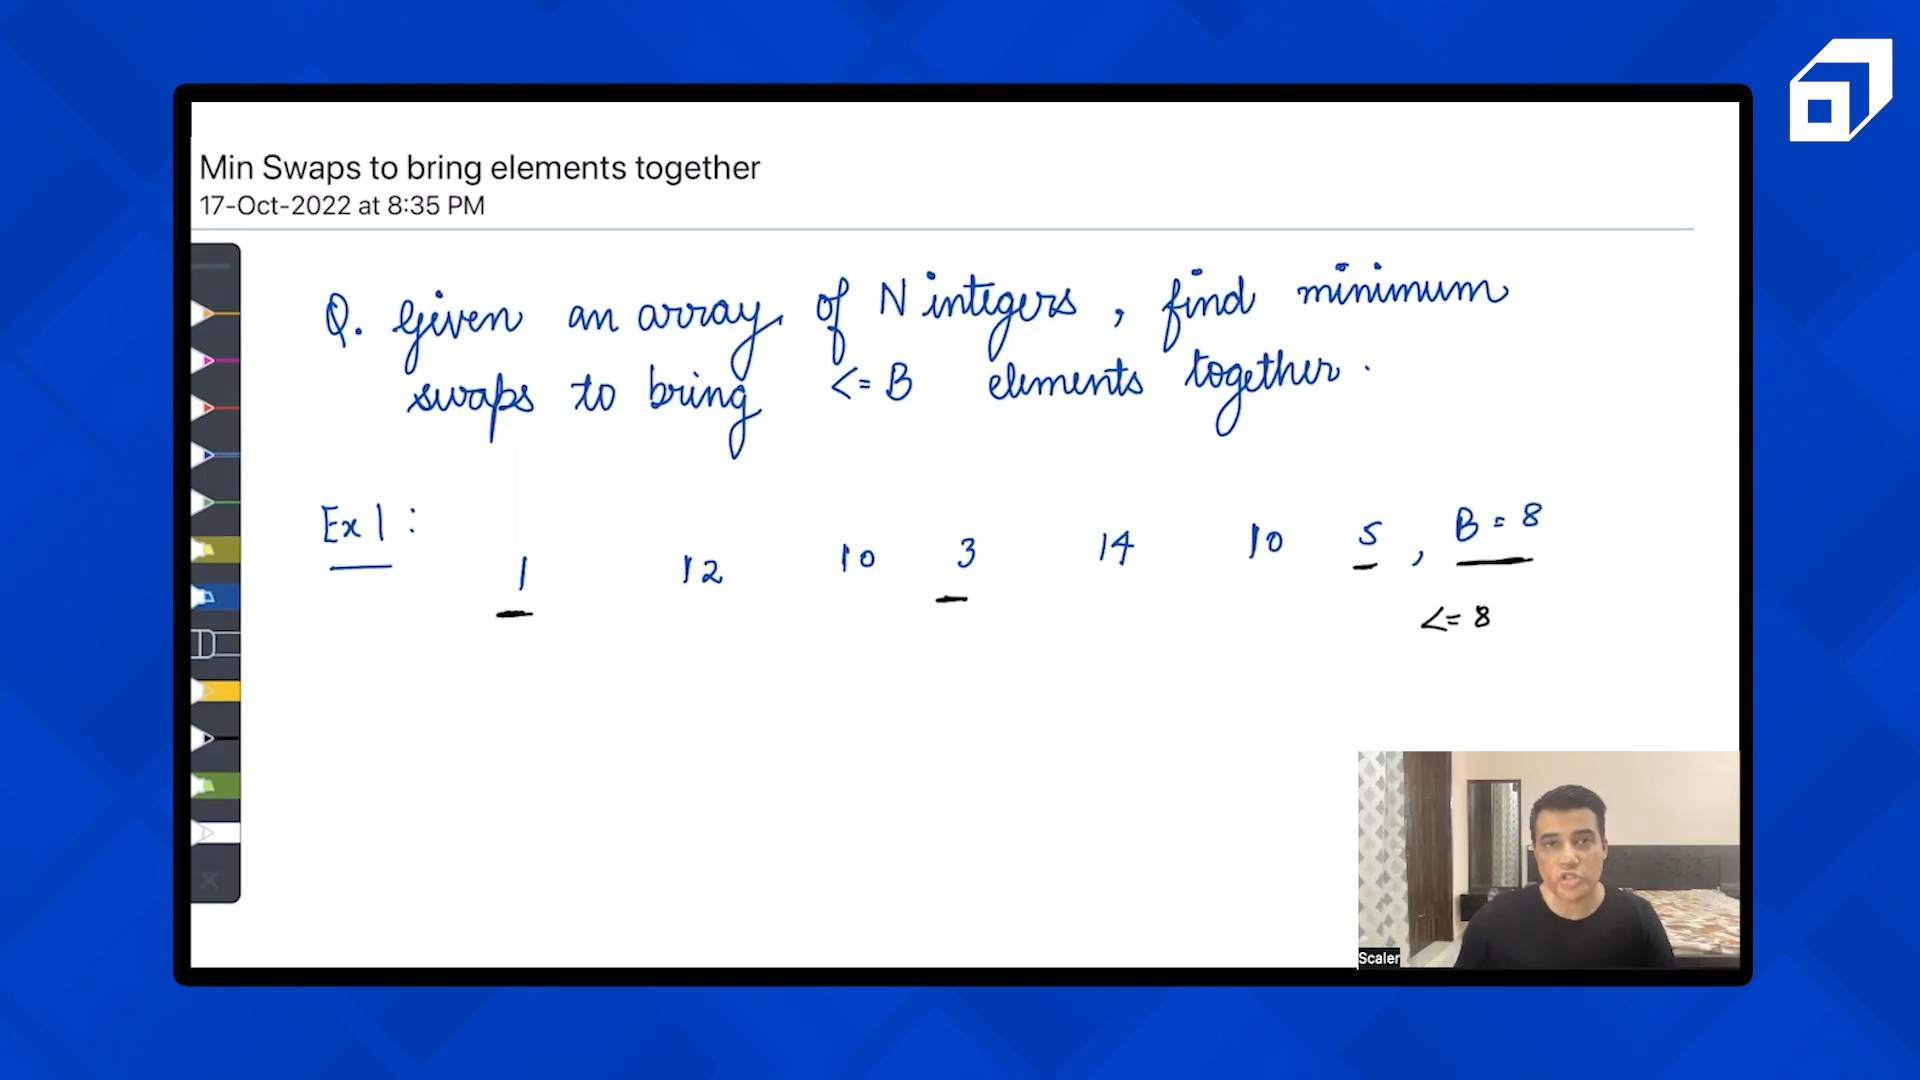 Min Swaps to bring elements together
17-Oct-2022 at 8:35 PM
Q. Given an array of N integers, find minimum
swaps to bring <= B elements together.
Ex 1 : 1 12 10 3 14 10 5 , B = 8
<= 8
Scaler